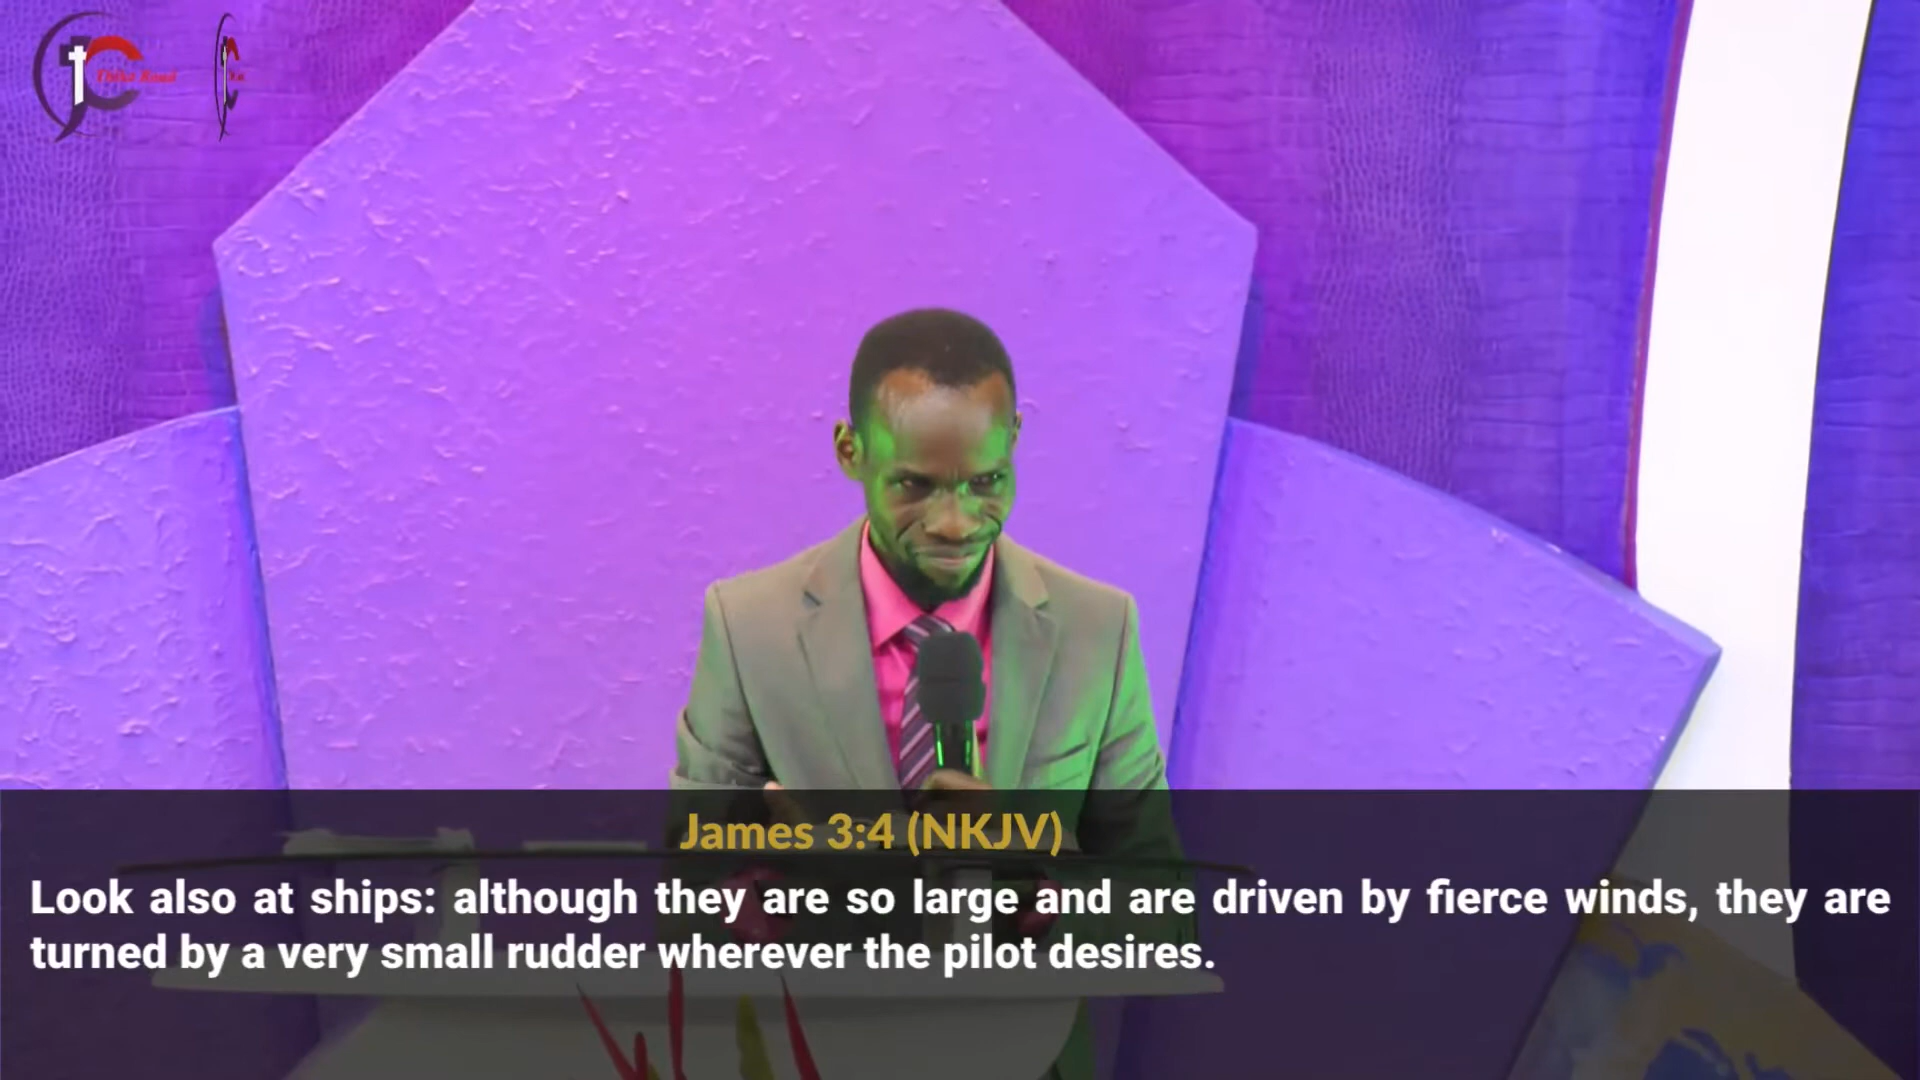 James 3:4 (NKJV)
Look also at ships: although they are so large and are driven by fierce winds, they are
turned by a very small rudder wherever the pilot desires.